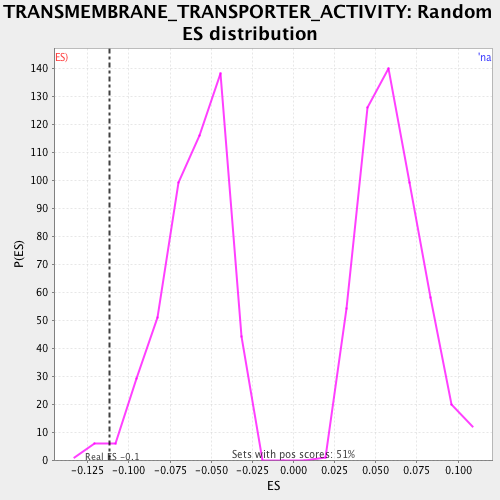 TRANSMEMBRANE_TRANSPORTER_ACTIVITY: Random
ES distribution
ES)
'na
140
130
120
110
100
90
80
70
60
50
40
30
20
10
0
P(ES)
Real ES -0.1
Sets with pos scores: 51%
-0.125 -0.100 -0.075 -0.050 -0.025 0.000 0.025 0.050 0.075 0.100
ES